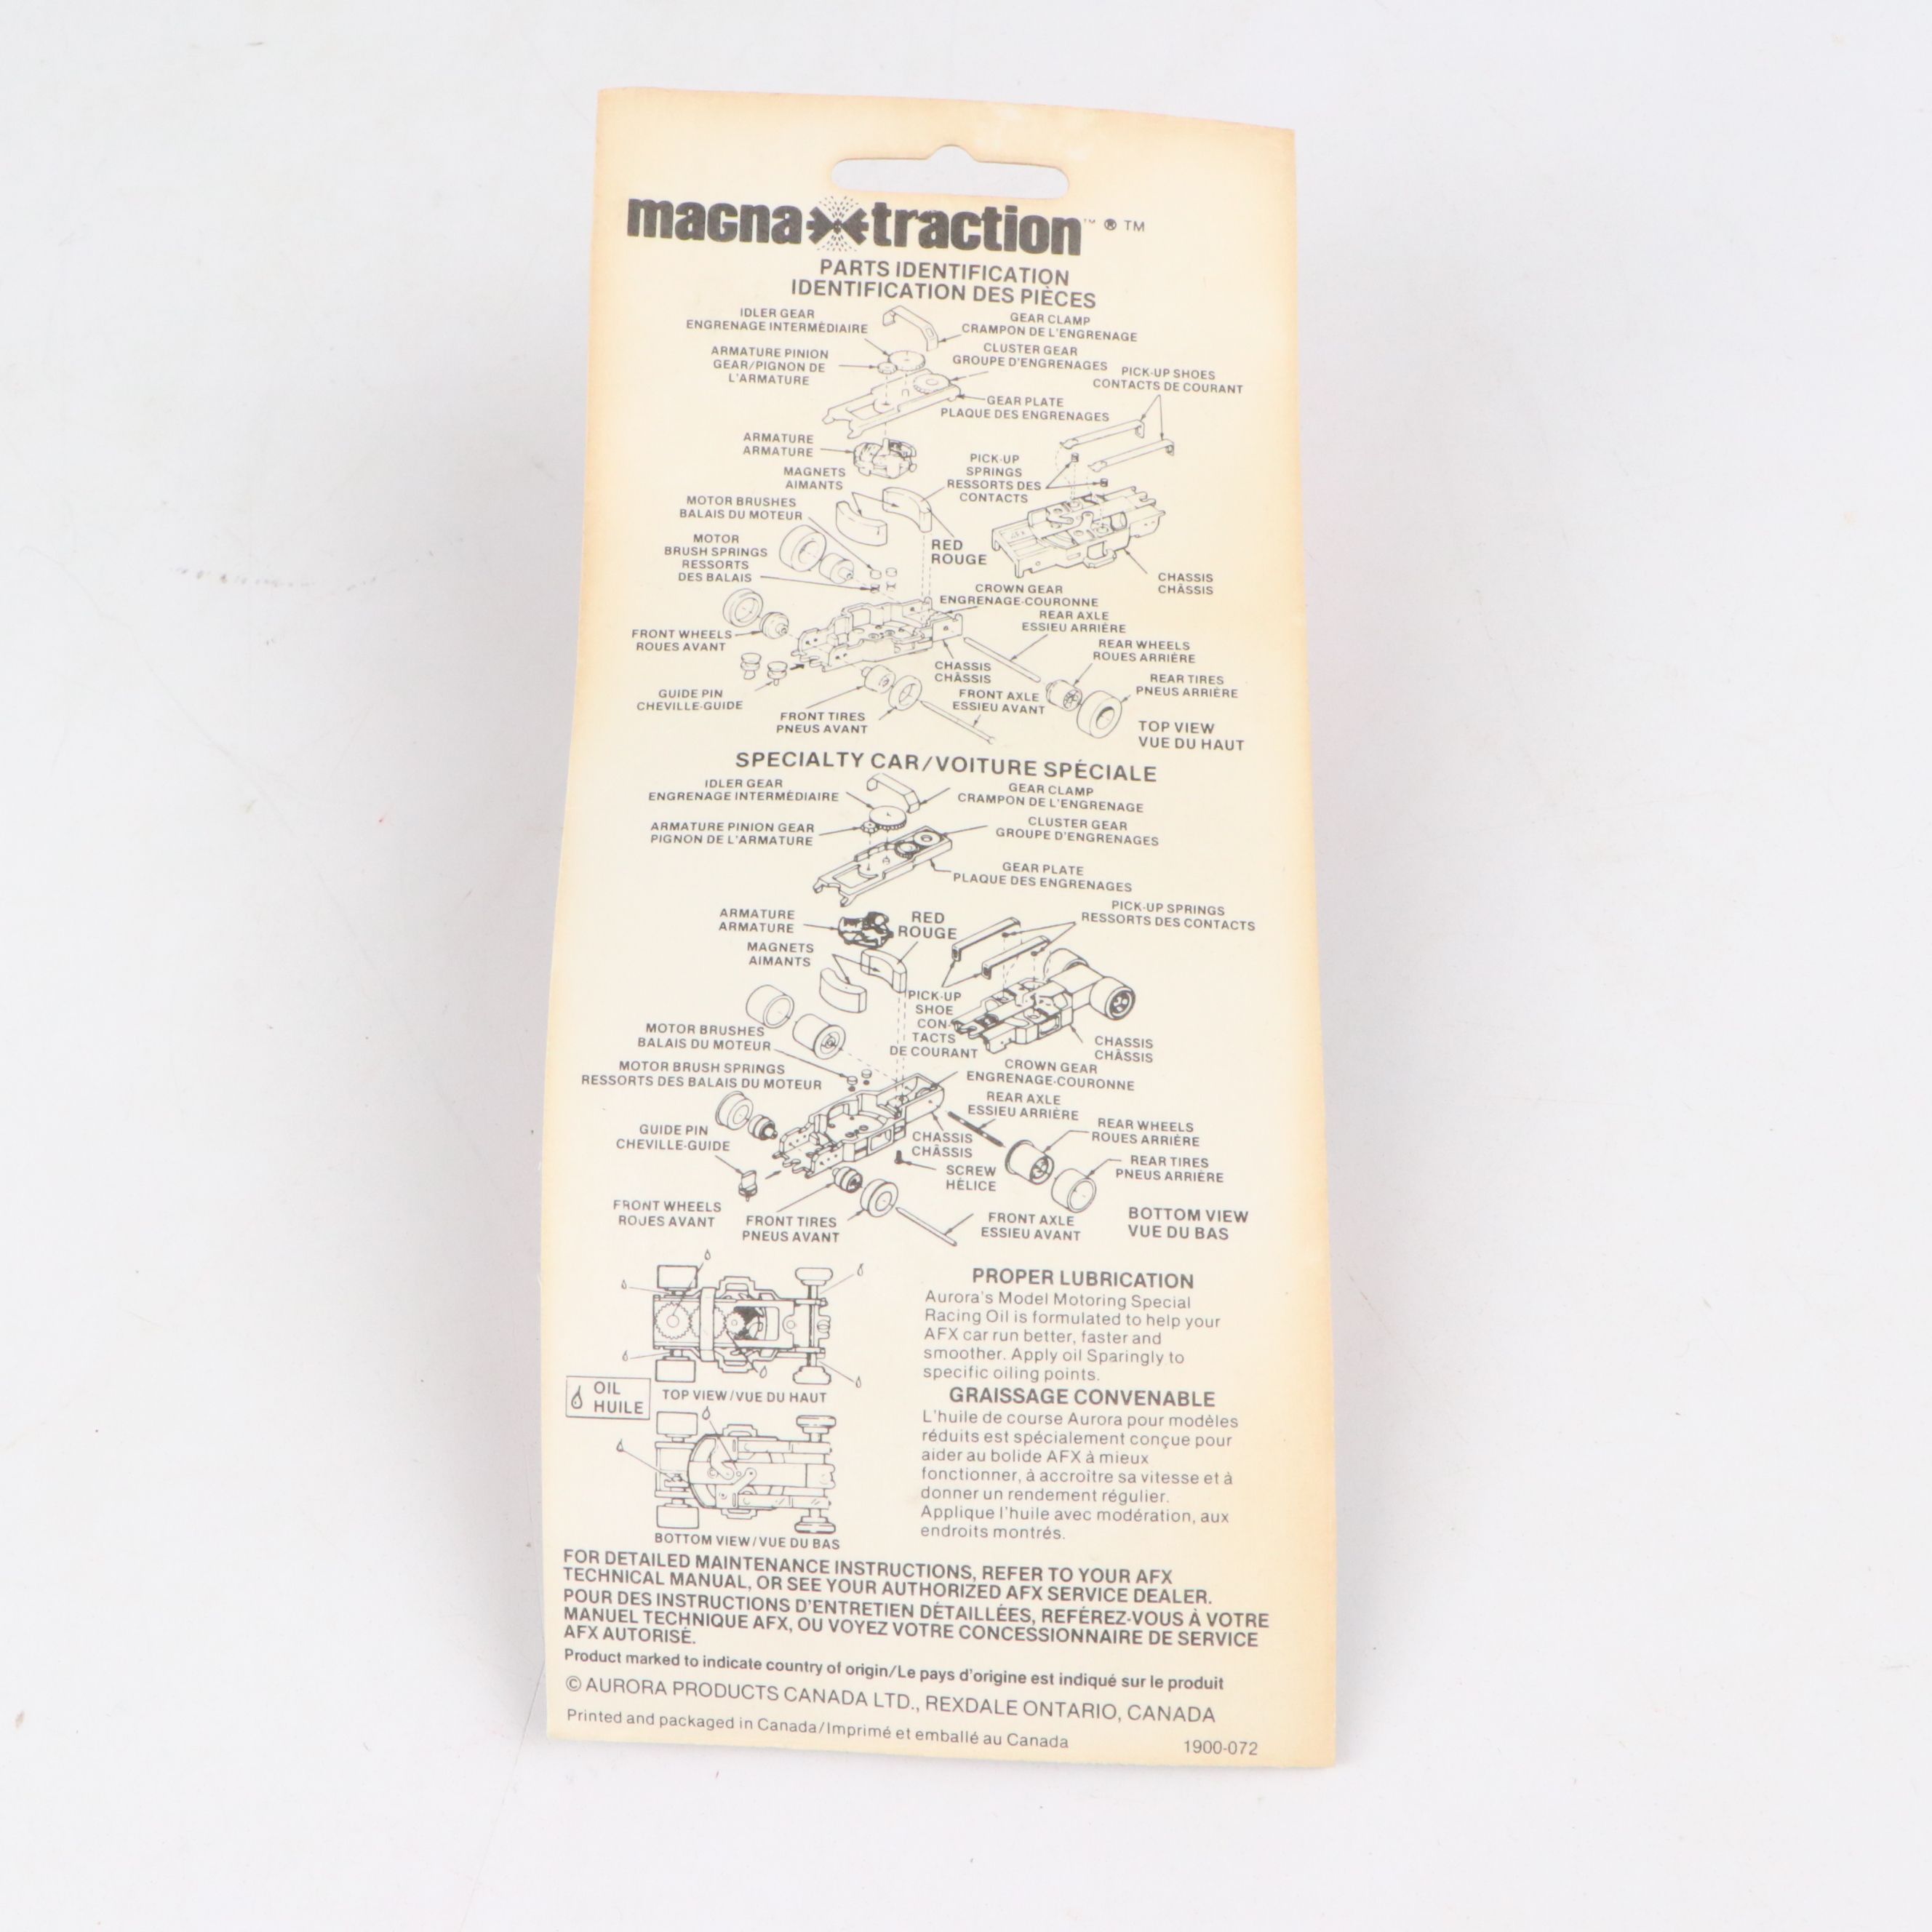 magna traction ™ ® ™
PARTS IDENTIFICATION
IDENTIFICATION DES PIÈCES
IDLER GEAR
ENGRENAGE INTERMÉDIAIRE
GEAR CLAMP
CRAMPON DE L'ENGRENAGE
ARMATURE PINION
GEAR/PIGNON DE
L'ARMATURE
CLUSTER GEAR
GROUPE D'ENGRENAGES
PICK-UP SHOES
CONTACTS DE COURANT
GEAR PLATE
PLAQUE DES ENGRENAGES
ARMATURE
ARMATURE
MAGNETS
AIMANTS
PICK-UP
SPRINGS
RESSORTS DES
CONTACTS
MOTOR BRUSHES
BALAIS DU MOTEUR
MOTOR
BRUSH SPRINGS
RESSORTS
DES BALAIS
RED
ROUGE
CHASSIS
CHÂSSIS
CROWN GEAR
ENGRENAGE-COURONNE
REAR AXLE
ESSIEU ARRIÈRE
FRONT WHEELS
ROUES AVANT
REAR WHEELS
ROUES ARRIÈRE
CHASSIS
CHÂSSIS
REAR TIRES
PNEUS ARRIÈRE
GUIDE PIN
CHEVILLE-GUIDE
FRONT AXLE
ESSIEU AVANT
FRONT TIRES
PNEUS AVANT
TOP VIEW
VUE DU HAUT
SPECIALTY CAR/VOITURE SPÉCIALE
IDLER GEAR
ENGRENAGE INTERMÉDIAIRE
GEAR CLAMP
CRAMPON DE L'ENGRENAGE
ARMATURE PINION GEAR
PIGNON DE L'ARMATURE
CLUSTER GEAR
GROUPE D'ENGRENAGES
GEAR PLATE
PLAQUE DES ENGRENAGES
ARMATURE
ARMATURE
RED
ROUGE
PICK-UP SPRINGS
RESSORTS DES CONTACTS
MAGNETS
AIMANTS
PICK-UP
SHOE
CON-
TACTS
DE COURANT
MOTOR BRUSHES
BALAIS DU MOTEUR
CHASSIS
CHÂSSIS
MOTOR BRUSH SPRINGS
RESSORTS DES BALAIS DU MOTEUR
CROWN GEAR
ENGRENAGE-COURONNE
REAR AXLE
ESSIEU ARRIÈRE
GUIDE PIN
CHEVILLE-GUIDE
REAR WHEELS
ROUES ARRIÈRE
CHASSIS
CHÂSSIS
REAR TIRES
PNEUS ARRIÈRE
SCREW
HÉLICE
FRONT WHEELS
ROUES AVANT
FRONT TIRES
PNEUS AVANT
FRONT AXLE
ESSIEU AVANT
BOTTOM VIEW
VUE DU BAS
OIL
HUILE
TOP VIEW/VUE DU HAUT
BOTTOM VIEW/VUE DU BAS
PROPER LUBRICATION
Aurora's Model Motoring Special
Racing Oil is formulated to help your
AFX car run better, faster and
smoother. Apply oil Sparingly to
specific oiling points.
GRAISSAGE CONVENABLE
L'huile de course Aurora pour modèles
réduits est spécialement conçue pour
aider au bolide AFX à mieux
fonctionner, à accroître sa vitesse et à
donner un rendement régulier.
Applique l'huile avec modération, aux
endroits montrés.
FOR DETAILED MAINTENANCE INSTRUCTIONS, REFER TO YOUR AFX
TECHNICAL MANUAL, OR SEE YOUR AUTHORIZED AFX SERVICE DEALER.
POUR DES INSTRUCTIONS D'ENTRETIEN DÉTAILLÉES, REFÉREZ-VOUS À VOTRE
MANUEL TECHNIQUE AFX, OU VOYEZ VOTRE CONCESSIONNAIRE DE SERVICE
AFX AUTORISÉ.
Product marked to indicate country of origin/Le pays d'origine est indiqué sur le produit
© AURORA PRODUCTS CANADA LTD., REXDALE ONTARIO, CANADA
Printed and packaged in Canada/Imprimé et emballé au Canada
1900-072